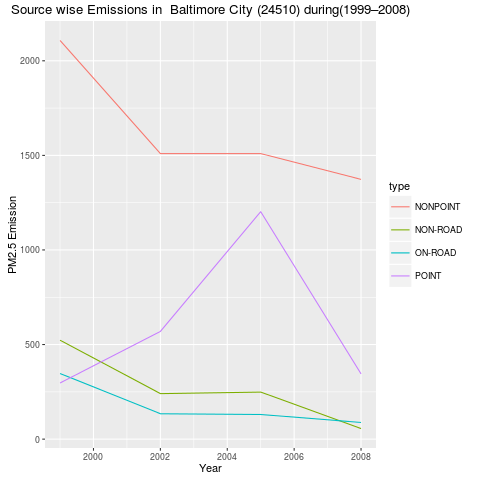 Source wise Emissions in  Baltimore City (24510) during(1999–2008)
PM2.5 Emission
2000
1500
1000
500
0
2000
2002
2004
2006
2008
Year
type
NONPOINT
NON-ROAD
ON-ROAD
POINT